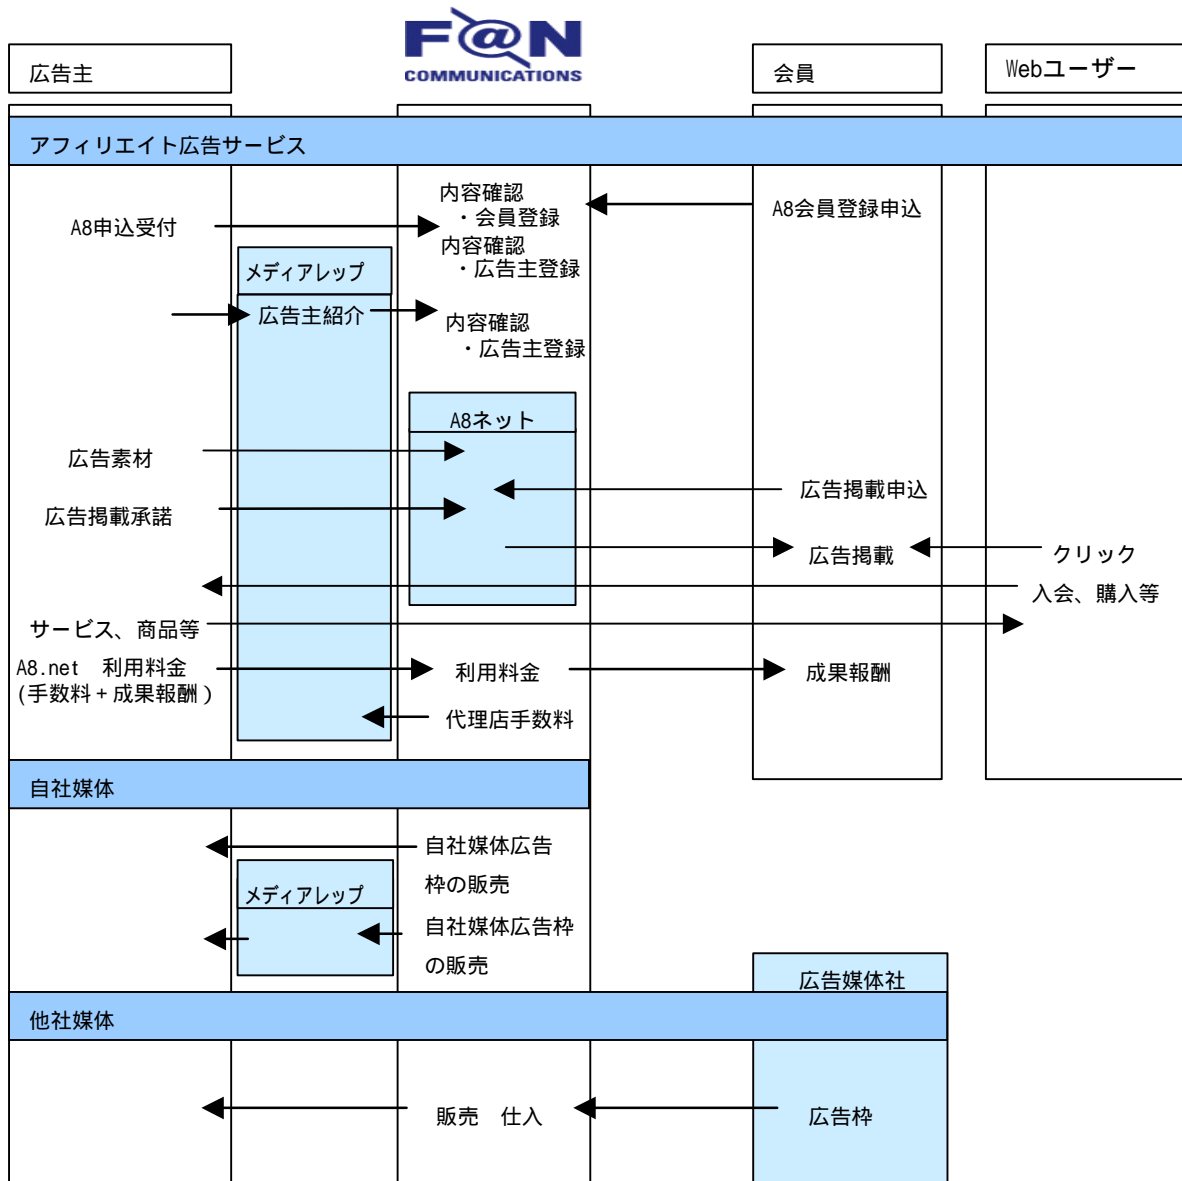 F@N
COMMUNICATIONS
広告主
会員
Webユーザー
アフィリエイト広告サービス
内容確認
・会員登録
A8会員登録申込
A8申込受付
内容確認
・広告主登録
メディアレップ
広告主紹介
内容確認
・広告主登録
A8ネット
広告素材
広告掲載申込
広告掲載承諾
広告掲載
クリック
入会、購入等
サービス、商品等
A8.net 利用料金
(手数料+成果報酬)
利用料金
成果報酬
代理店手数料
自社媒体
自社媒体広告
枠の販売
メディアレップ
自社媒体広告枠
の販売
広告媒体社
他社媒体
販売 仕入
広告枠